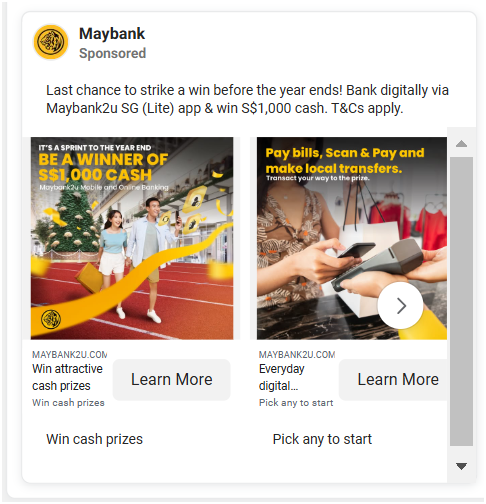 Maybank
Sponsored
Last chance to strike a win before the year ends! Bank digitally via
Maybank2u SG (Lite) app & win S$1,000 cash. T&Cs apply.
IT'S A SPRINT TO THE YEAR END
BE A WINNER OF
S$1,000 CASH
Maybank2u Mobile and Online Banking
Pay bills, Scan & Pay and
make local transfers.
Transact your way to the prize.
MAYBANK2U.COM
Win attractive
cash prizes
Win cash prizes
Learn More
MAYBANK2U.COM
Everyday
digital...
Pick any to start
Learn More
Win cash prizes
Pick any to start